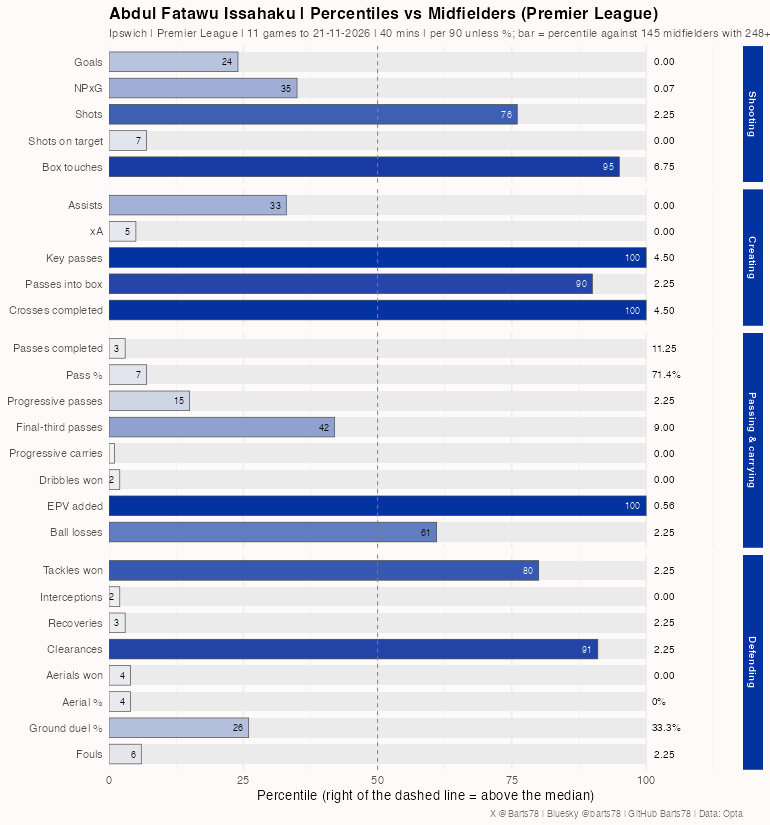 Abdul Fatawu Issahaku | Percentiles vs Midfielders (Premier League)
Ipswich | Premier League | 11 games to 21-11-2026 | 40 mins | per 90 unless %; bar = percentile against 145 midfielders with 248+
Goals 24 0.00
NPxG 35 0.07
Shots 76 2.25
Shots on target 7 0.00
Box touches 95 6.75
Shooting
Assists 33 0.00
xA 5 0.00
Key passes 100 4.50
Passes into box 90 2.25
Crosses completed 100 4.50
Creating
Passes completed 3 11.25
Pass % 7 71.4%
Progressive passes 15 2.25
Final-third passes 42 9.00
Progressive carries 0.00
Dribbles won 2 0.00
EPV added 100 0.56
Ball losses 61 2.25
Passing & carrying
Tackles won 80 2.25
Interceptions 2 0.00
Recoveries 3 2.25
Clearances 91 2.25
Aerials won 4 0.00
Aerial % 4 0%
Ground duel % 26 33.3%
Fouls 6 2.25
Defending
0 25 50 75 100
Percentile (right of the dashed line = above the median)
X @Barts78 | Bluesky @barts78 | GitHub Barts78 | Data: Opta